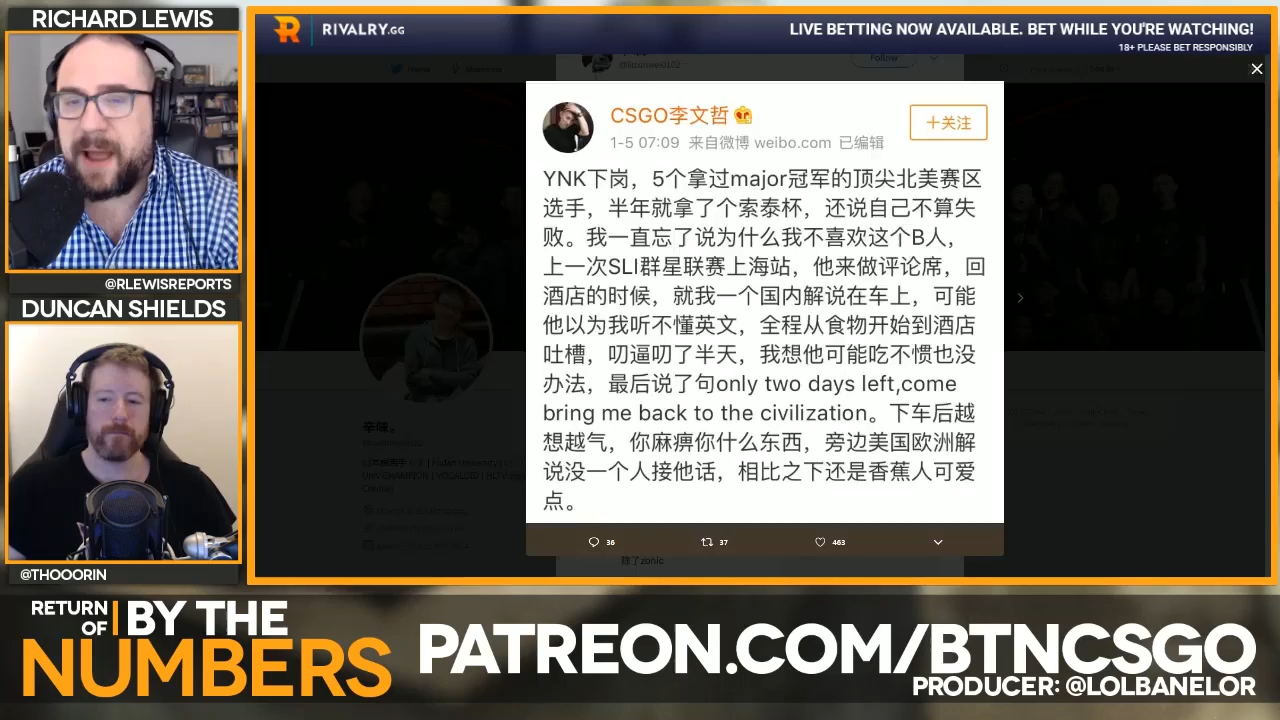 RICHARD LEWIS
@RLEWISREPORTS
DUNCAN SHIELDS
@THOOORIN
RIVALRY.GG
LIVE BETTING NOW AVAILABLE. BET WHILE YOU'RE WATCHING!
18+ PLEASE BET RESPONSIBLY
Follow
CSGO李文哲
1-5 07:09 来自微博 weibo.com 已编辑
＋关注
YNK下岗，5个拿过major冠军的顶尖北美赛区
选手，半年就拿了个索泰杯，还说自己不算失
败。我一直忘了说为什么我不喜欢这个B人，
上一次SLI群星联赛上海站，他来做评论席，回
酒店的时候，就我一个国内解说在车上，可能
他以为我听不懂英文，全程从食物开始到酒店
吐槽，叨逼叨了半天，我想他可能吃不惯也没
办法，最后说了句only two days left,come
bring me back to the civilization。下车后越
想越气，你麻痹你什么东西，旁边美国欧洲解
说没一个人接他话，相比之下还是香蕉人可爱
点。
36
37
463
RETURN
OF
BY THE
NUMBERS
PATREON.COM/BTNCSGO
PRODUCER: @LOLBANELOR